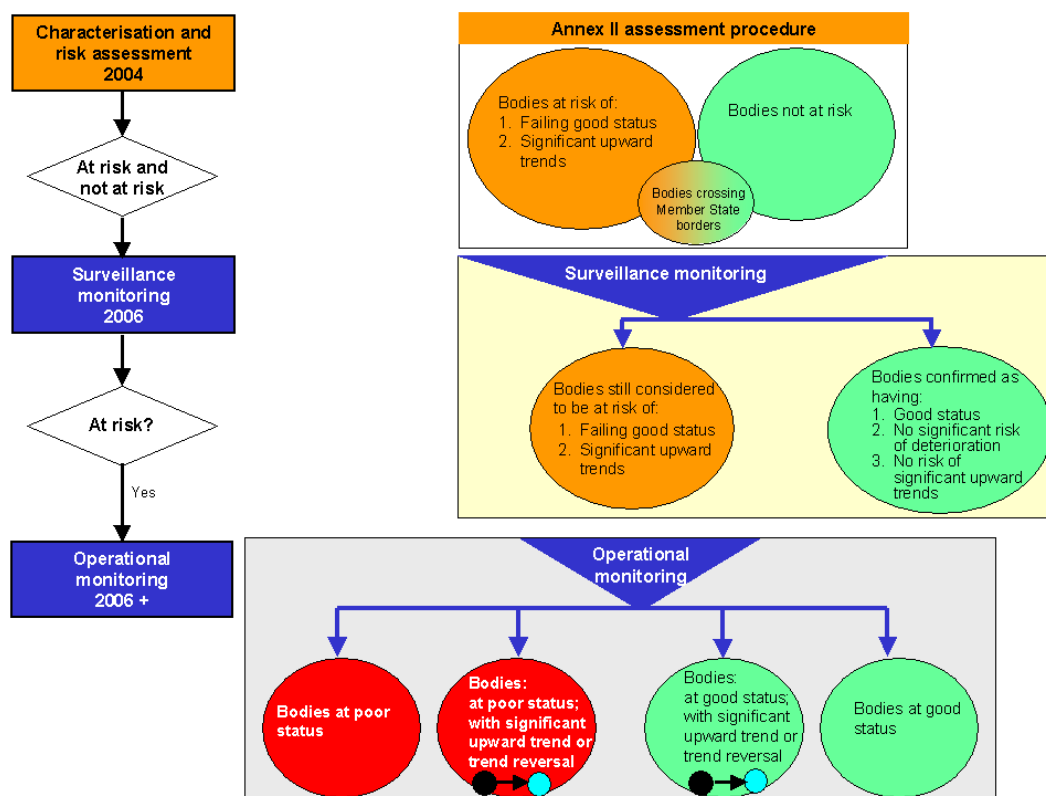 Characterisation and
risk assessment
2004
At risk and
not at risk
Surveillance
monitoring
2006
At risk?
Yes
Operational
monitoring
2006 +
Annex II assessment procedure
Bodies at risk of:
1. Failing good status
2. Significant upward
trends
Bodies not at risk
Bodies crossing
Member State
borders
Surveillance monitoring
Bodies still considered
to be at risk of:
1. Failing good status
2. Significant upward
trends
Bodies confirmed as
having:
1. Good status
2. No significant risk
of deterioration
3. No risk of
significant upward
trends
Operational
monitoring
Bodies at poor
status
Bodies:
at poor status;
with significant
upward trend or
trend reversal
Bodies:
at good status;
with significant
upward trend or
trend reversal
Bodies at good
status